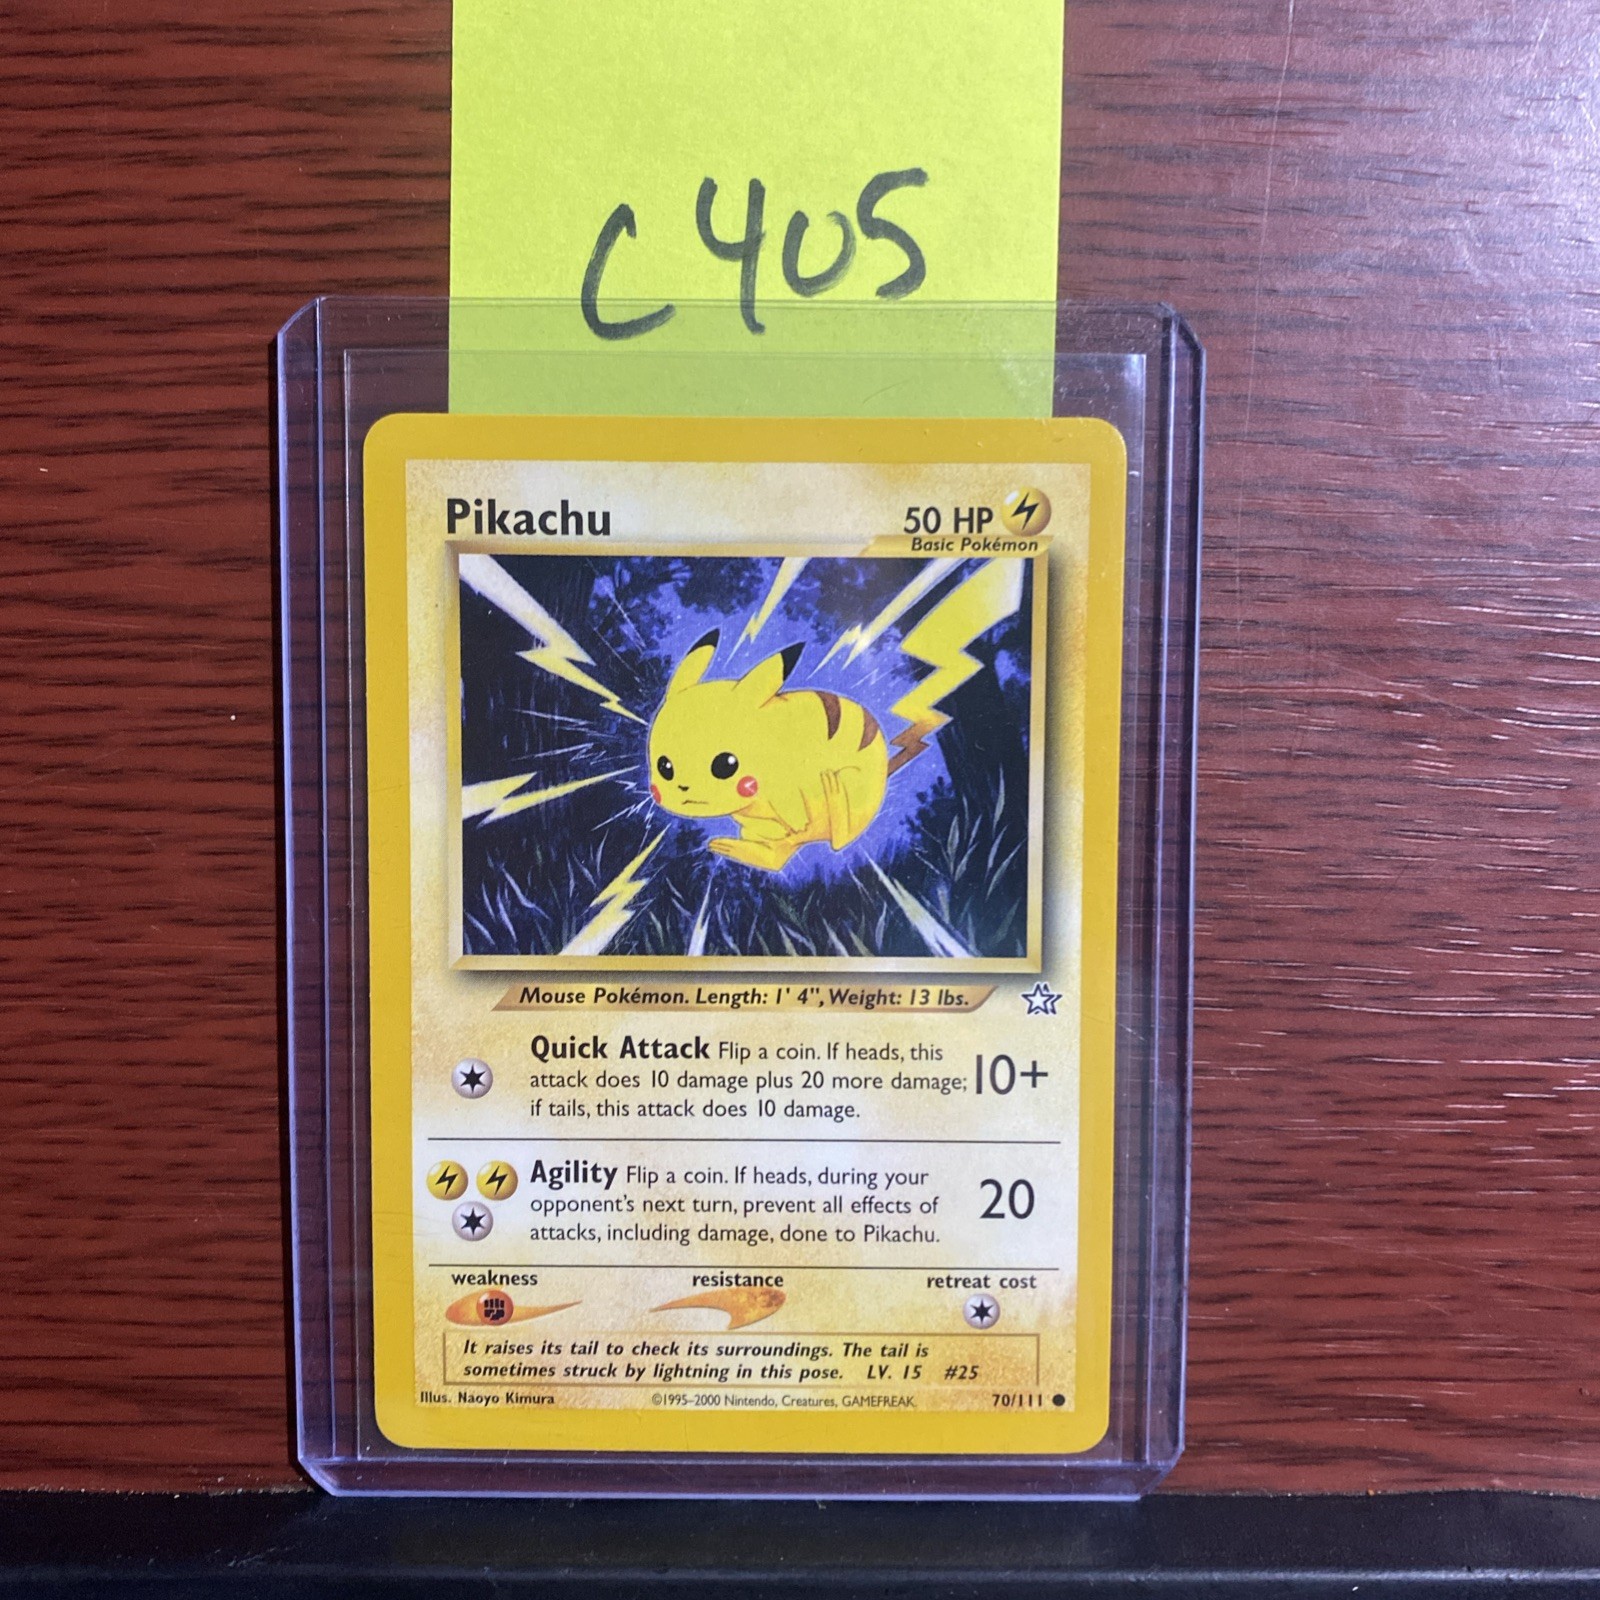 C405
Pikachu
50 HP
Basic Pokémon
Mouse Pokémon. Length: 1' 4", Weight: 13 lbs.
Quick Attack Flip a coin. If heads, this
attack does 10 damage plus 20 more damage;
if tails, this attack does 10 damage.
10+
Agility Flip a coin. If heads, during your
opponent's next turn, prevent all effects of
attacks, including damage, done to Pikachu.
20
weakness resistance retreat cost
It raises its tail to check its surroundings. The tail is
sometimes struck by lightning in this pose. LV. 15 #25
Illus. Naoyo Kimura ©1995–2000 Nintendo, Creatures, GAMEFREAK. 70/111